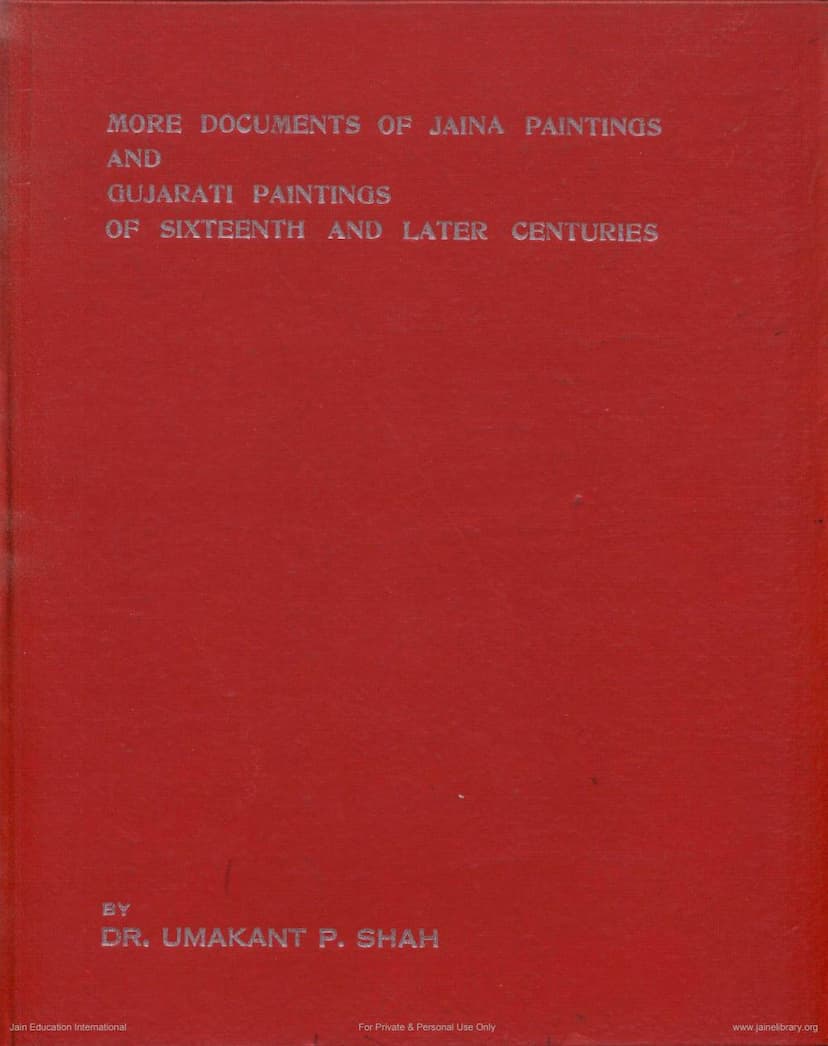 MORE DOCUMENTS OF JAINA PAINTINGS
AND
GUJARATI PAINTINGS
OF SIXTEENTH AND LATER CENTURIES
BY
DR. UMAKANT P. SHAH
Jain Education International
For Private & Personal Use Only
www.jainelibrary.org